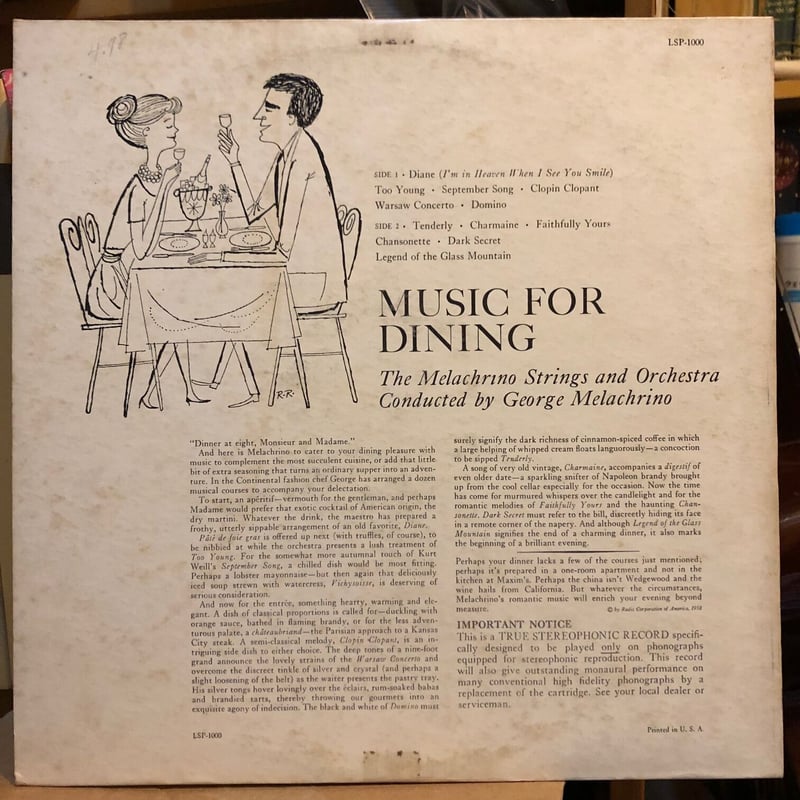 4.98
LSP-1000
R.R.
SIDE 1 • Diane (I'm in Heaven When I See You Smile)
Too Young • September Song • Clopin Clopant
Warsaw Concerto • Domino
SIDE 2 • Tenderly • Charmaine • Faithfully Yours
Chansonette • Dark Secret
Legend of the Glass Mountain
MUSIC FOR
DINING
The Melachrino Strings and Orchestra
Conducted by George Melachrino
"Dinner at eight, Monsieur and Madame."
And here is Melachrino to cater to your dining pleasure with
music to complement the most succulent cuisine, or add that little
bit of extra seasoning that turns an ordinary supper into an adven-
ture. In the Continental fashion chef George has arranged a dozen
musical courses to accompany your delectation.
To start, an apéritif—vermouth for the gentleman, and perhaps
Madame would prefer that exotic cocktail of American origin, the
dry martini. Whatever the drink, the maestro has prepared a
frothy, utterly sippable arrangement of an old favorite, Diane.
Pâté de foie gras is offered up next (with truffles, of course), to
be nibbled at while the orchestra presents a lush treatment of
Too Young. For the somewhat more autumnal touch of Kurt
Weill's September Song, a chilled dish would be most fitting.
Perhaps a lobster mayonnaise—but then again that deliciously
iced soup strewn with watercress, Vichysoisse, is deserving of
serious consideration.
And now for the entrée, something hearty, warming and ele-
gant. A dish of classical proportions is called for—duckling with
orange sauce, bathed in flaming brandy, or for the less adven-
turous palate, a châteaubriand—the Parisian approach to a Kansas
City steak. A semi-classical melody, Clopin Clopant, is an in-
triguing side dish to either choice. The deep tones of a nine-foot
grand announce the lovely strains of the Warsaw Concerto and
overcome the discreet tinkle of silver and crystal (and perhaps a
slight loosening of the belt) as the waiter presents the pastry tray.
His silver tongs hover lovingly over the éclairs, rum-soaked babas
and brandied tarts, thereby throwing our gourmets into an
exquisite agony of indecision. The black and white of Domino must
surely signify the dark richness of cinnamon-spiced coffee in which
a large helping of whipped cream floats languorously—a concoction
to be sipped Tenderly.
A song of very old vintage, Charmaine, accompanies a digestif of
even older date—a sparkling snifter of Napoleon brandy brought
up from the cool cellar especially for the occasion. Now the time
has come for murmured whispers over the candlelight and for the
romantic melodies of Faithfully Yours and the haunting Chan-
sonette. Dark Secret must refer to the bill, discreetly hiding its face
in a remote corner of the napery. And although Legend of the Glass
Mountain signifies the end of a charming dinner, it also marks
the beginning of a brilliant evening.
Perhaps your dinner lacks a few of the courses just mentioned;
perhaps it's prepared in a one-room apartment and not in the
kitchen at Maxim's. Perhaps the china isn't Wedgewood and the
wine hails from California. But whatever the circumstances,
Melachrino's romantic music will enrich your evening beyond
measure.
© by Radio Corporation of America, 1958
IMPORTANT NOTICE
This is a TRUE STEREOPHONIC RECORD specifi-
cally designed to be played only on phonographs
equipped for stereophonic reproduction. This record
will also give outstanding monaural performance on
many conventional high fidelity phonographs by a
replacement of the cartridge. See your local dealer or
serviceman.
LSP-1000
Printed in U. S. A.